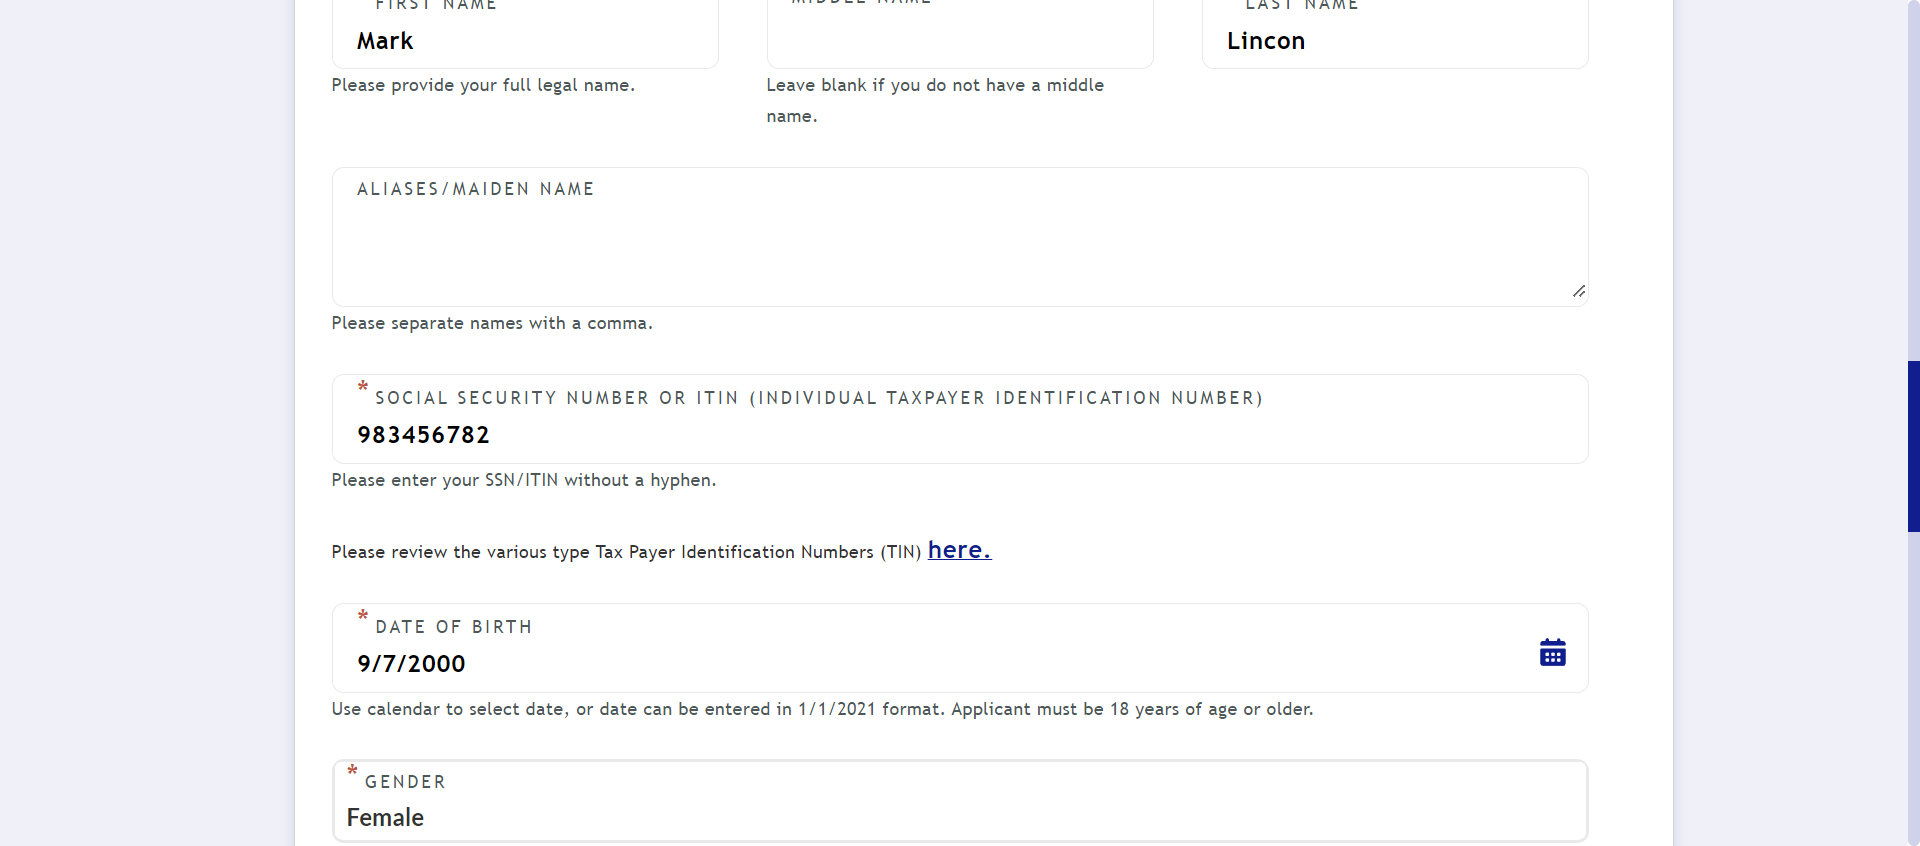 FIRST NAME
MIDDLE NAME
LAST NAME
Mark
Lincon
Please provide your full legal name.
Leave blank if you do not have a middle
name.
ALIASES/MAIDEN NAME
Please separate names with a comma.
* SOCIAL SECURITY NUMBER OR ITIN (INDIVIDUAL TAXPAYER IDENTIFICATION NUMBER)
983456782
Please enter your SSN/ITIN without a hyphen.
Please review the various type Tax Payer Identification Numbers (TIN) here.
* DATE OF BIRTH
9/7/2000
Use calendar to select date, or date can be entered in 1/1/2021 format. Applicant must be 18 years of age or older.
* GENDER
Female